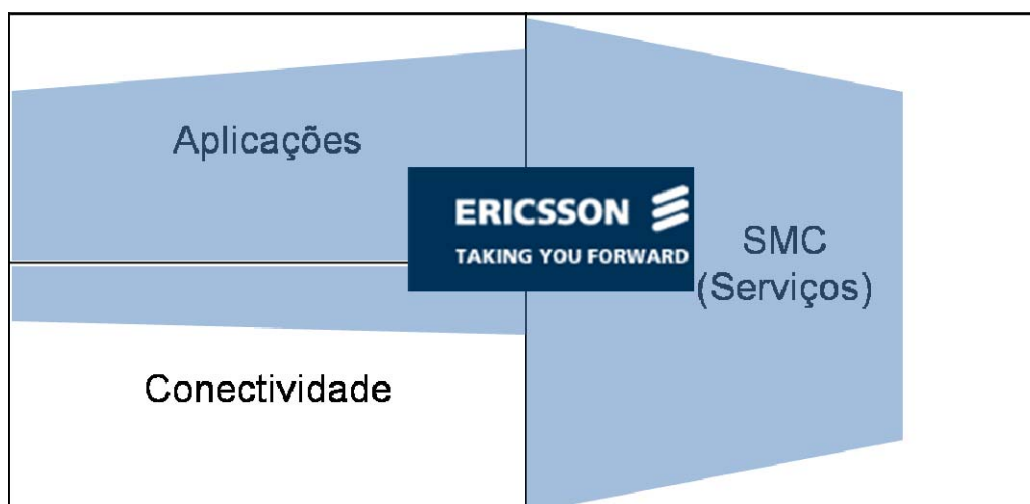 Aplicações
ERICSSON
TAKING YOU FORWARD
SMC
(Serviços)
Conectividade